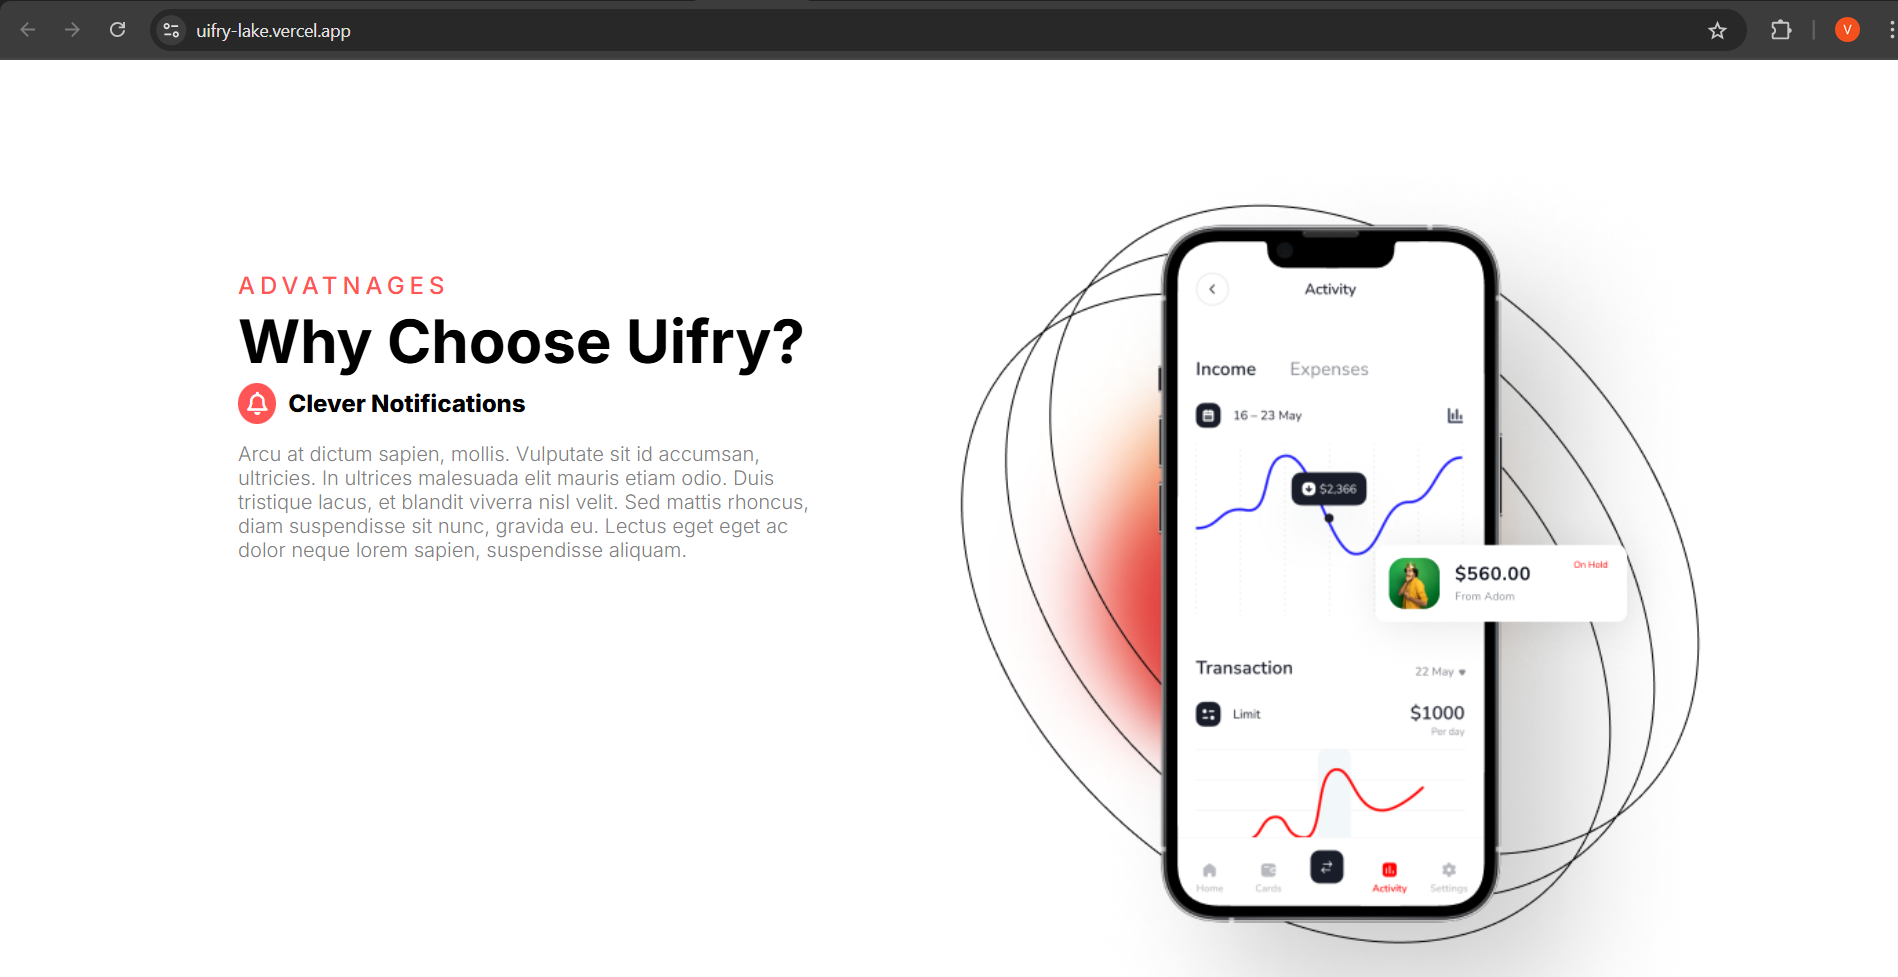 uifry-lake.vercel.app
V
ADVATNAGES
Why Choose Uifry?
Clever Notifications
Arcu at dictum sapien, mollis. Vulputate sit id accumsan,
ultricies. In ultrices malesuada elit mauris etiam odio. Duis
tristique lacus, et blandit viverra nisl velit. Sed mattis rhoncus,
diam suspendisse sit nunc, gravida eu. Lectus eget eget ac
dolor neque lorem sapien, suspendisse aliquam.
Activity
Income Expenses
16 – 23 May
$2,366
$560.00 On Hold
From Adom
Transaction 22 May
Limit $1000
Per day
Home Cards Activity Settings